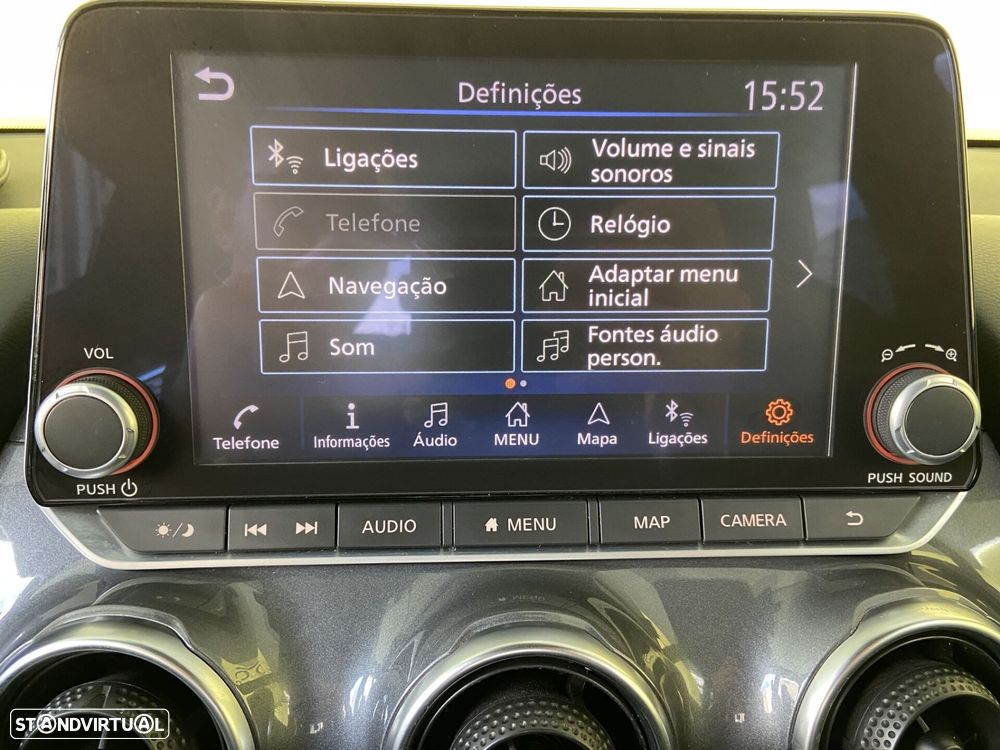 Definições
15:52
Ligações
Volume e sinais
sonoros
Telefone
Relógio
Navegação
Adaptar menu
inicial
Som
Fontes áudio
person.
Telefone
Informações
Áudio
MENU
Mapa
Ligações
Definições
VOL
PUSH
PUSH SOUND
AUDIO
MENU
MAP
CAMERA
STANDVIRTUAL